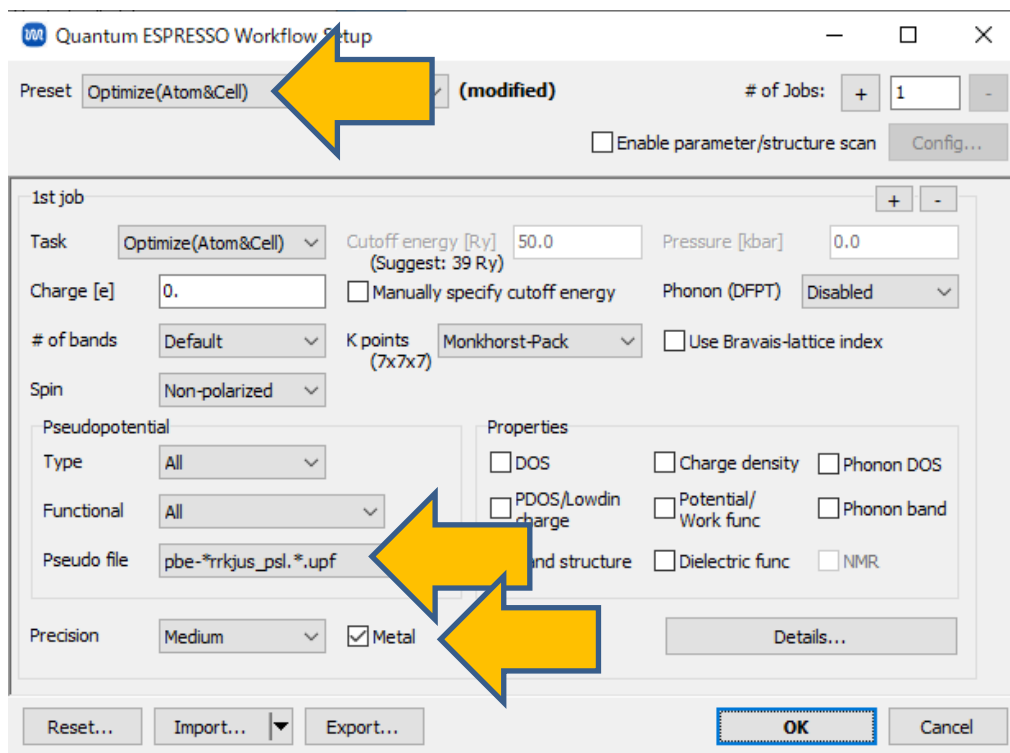 Quantum ESPRESSO Workflow Setup
Preset Optimize(Atom&Cell) (modified) # of Jobs: + 1 -
Enable parameter/structure scan Config...
1st job + -
Task Optimize(Atom&Cell) Cutoff energy [Ry] 50.0 Pressure [kbar] 0.0
(Suggest: 39 Ry)
Charge [e] 0. Manually specify cutoff energy Phonon (DFPT) Disabled
# of bands Default K points Monkhorst-Pack Use Bravais-lattice index
(7x7x7)
Spin Non-polarized
Pseudopotential Properties
Type All DOS Charge density Phonon DOS
Functional All PDOS/Lowdin charge Potential/ Work func Phonon band
Pseudo file pbe-*rrkjus_psl.*.upf structure Dielectric func NMR
Precision Medium Metal Details...
Reset... Import... Export... OK Cancel